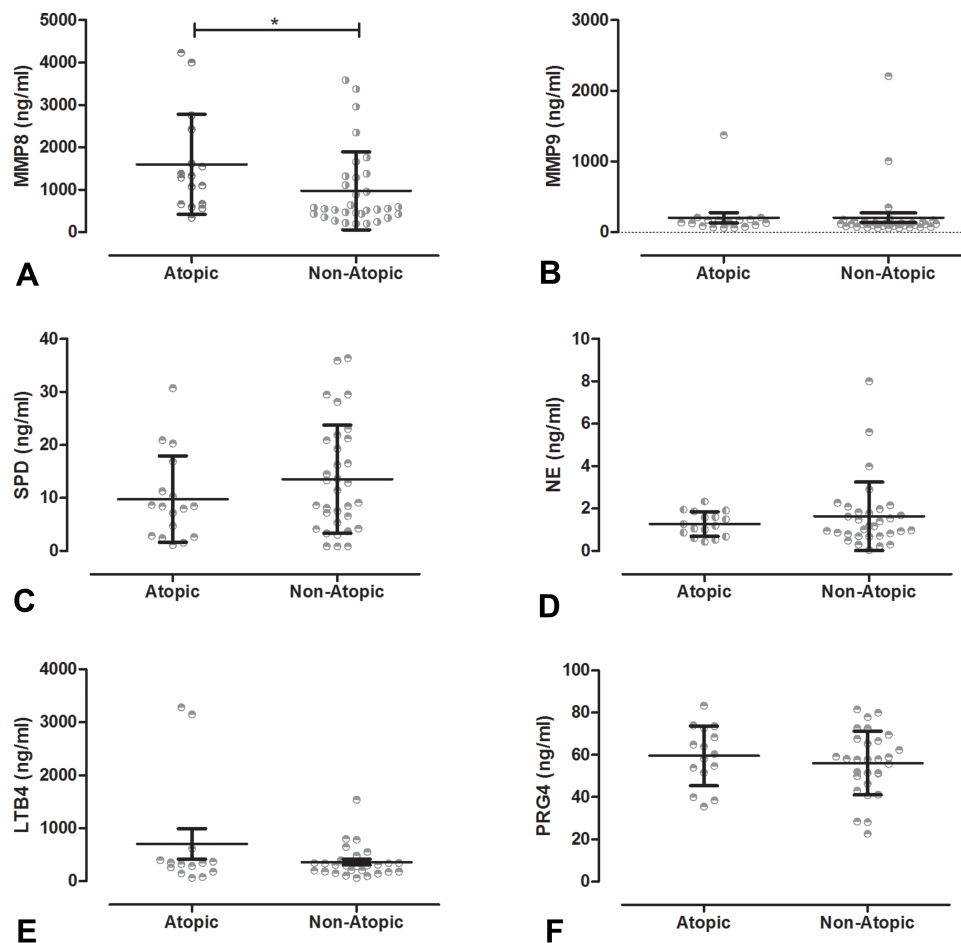 5000
4000
3000
2000
1000
0
MMP8 (ng/ml)
*
Atopic
Non-Atopic
A
3000
2000
1000
0
MMP9 (ng/ml)
Atopic
Non-Atopic
B
40
30
20
10
0
SPD (ng/ml)
Atopic
Non-Atopic
C
10
8
6
4
2
0
NE (ng/ml)
Atopic
Non-Atopic
D
4000
3000
2000
1000
0
LTB4 (ng/ml)
Atopic
Non-Atopic
E
100
80
60
40
20
0
PRG4 (ng/ml)
Atopic
Non-Atopic
F